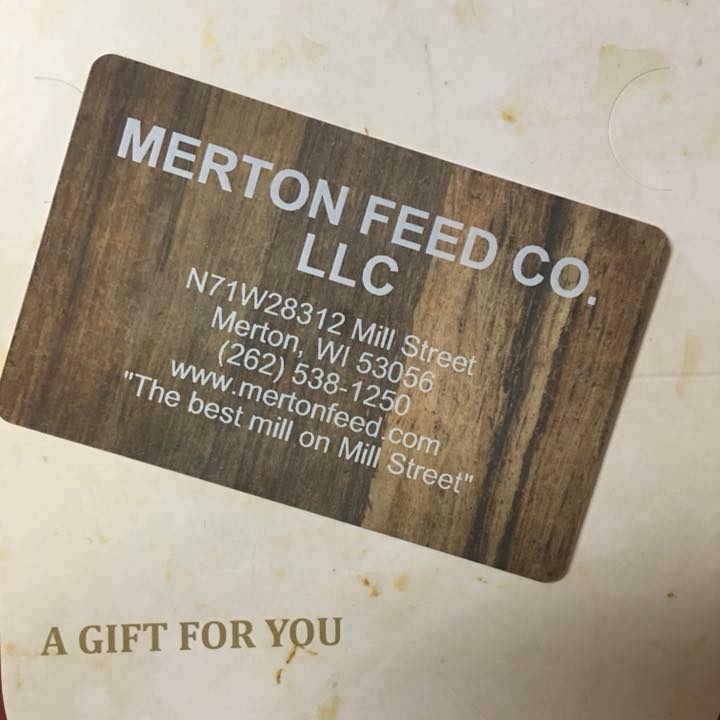 MERTON FEED CO.
LLC
N71W28312 Mill Street
Merton, WI 53056
(262) 538-1250
www.mertonfeed.com
"The best mill on Mill Street"
A GIFT FOR YOU